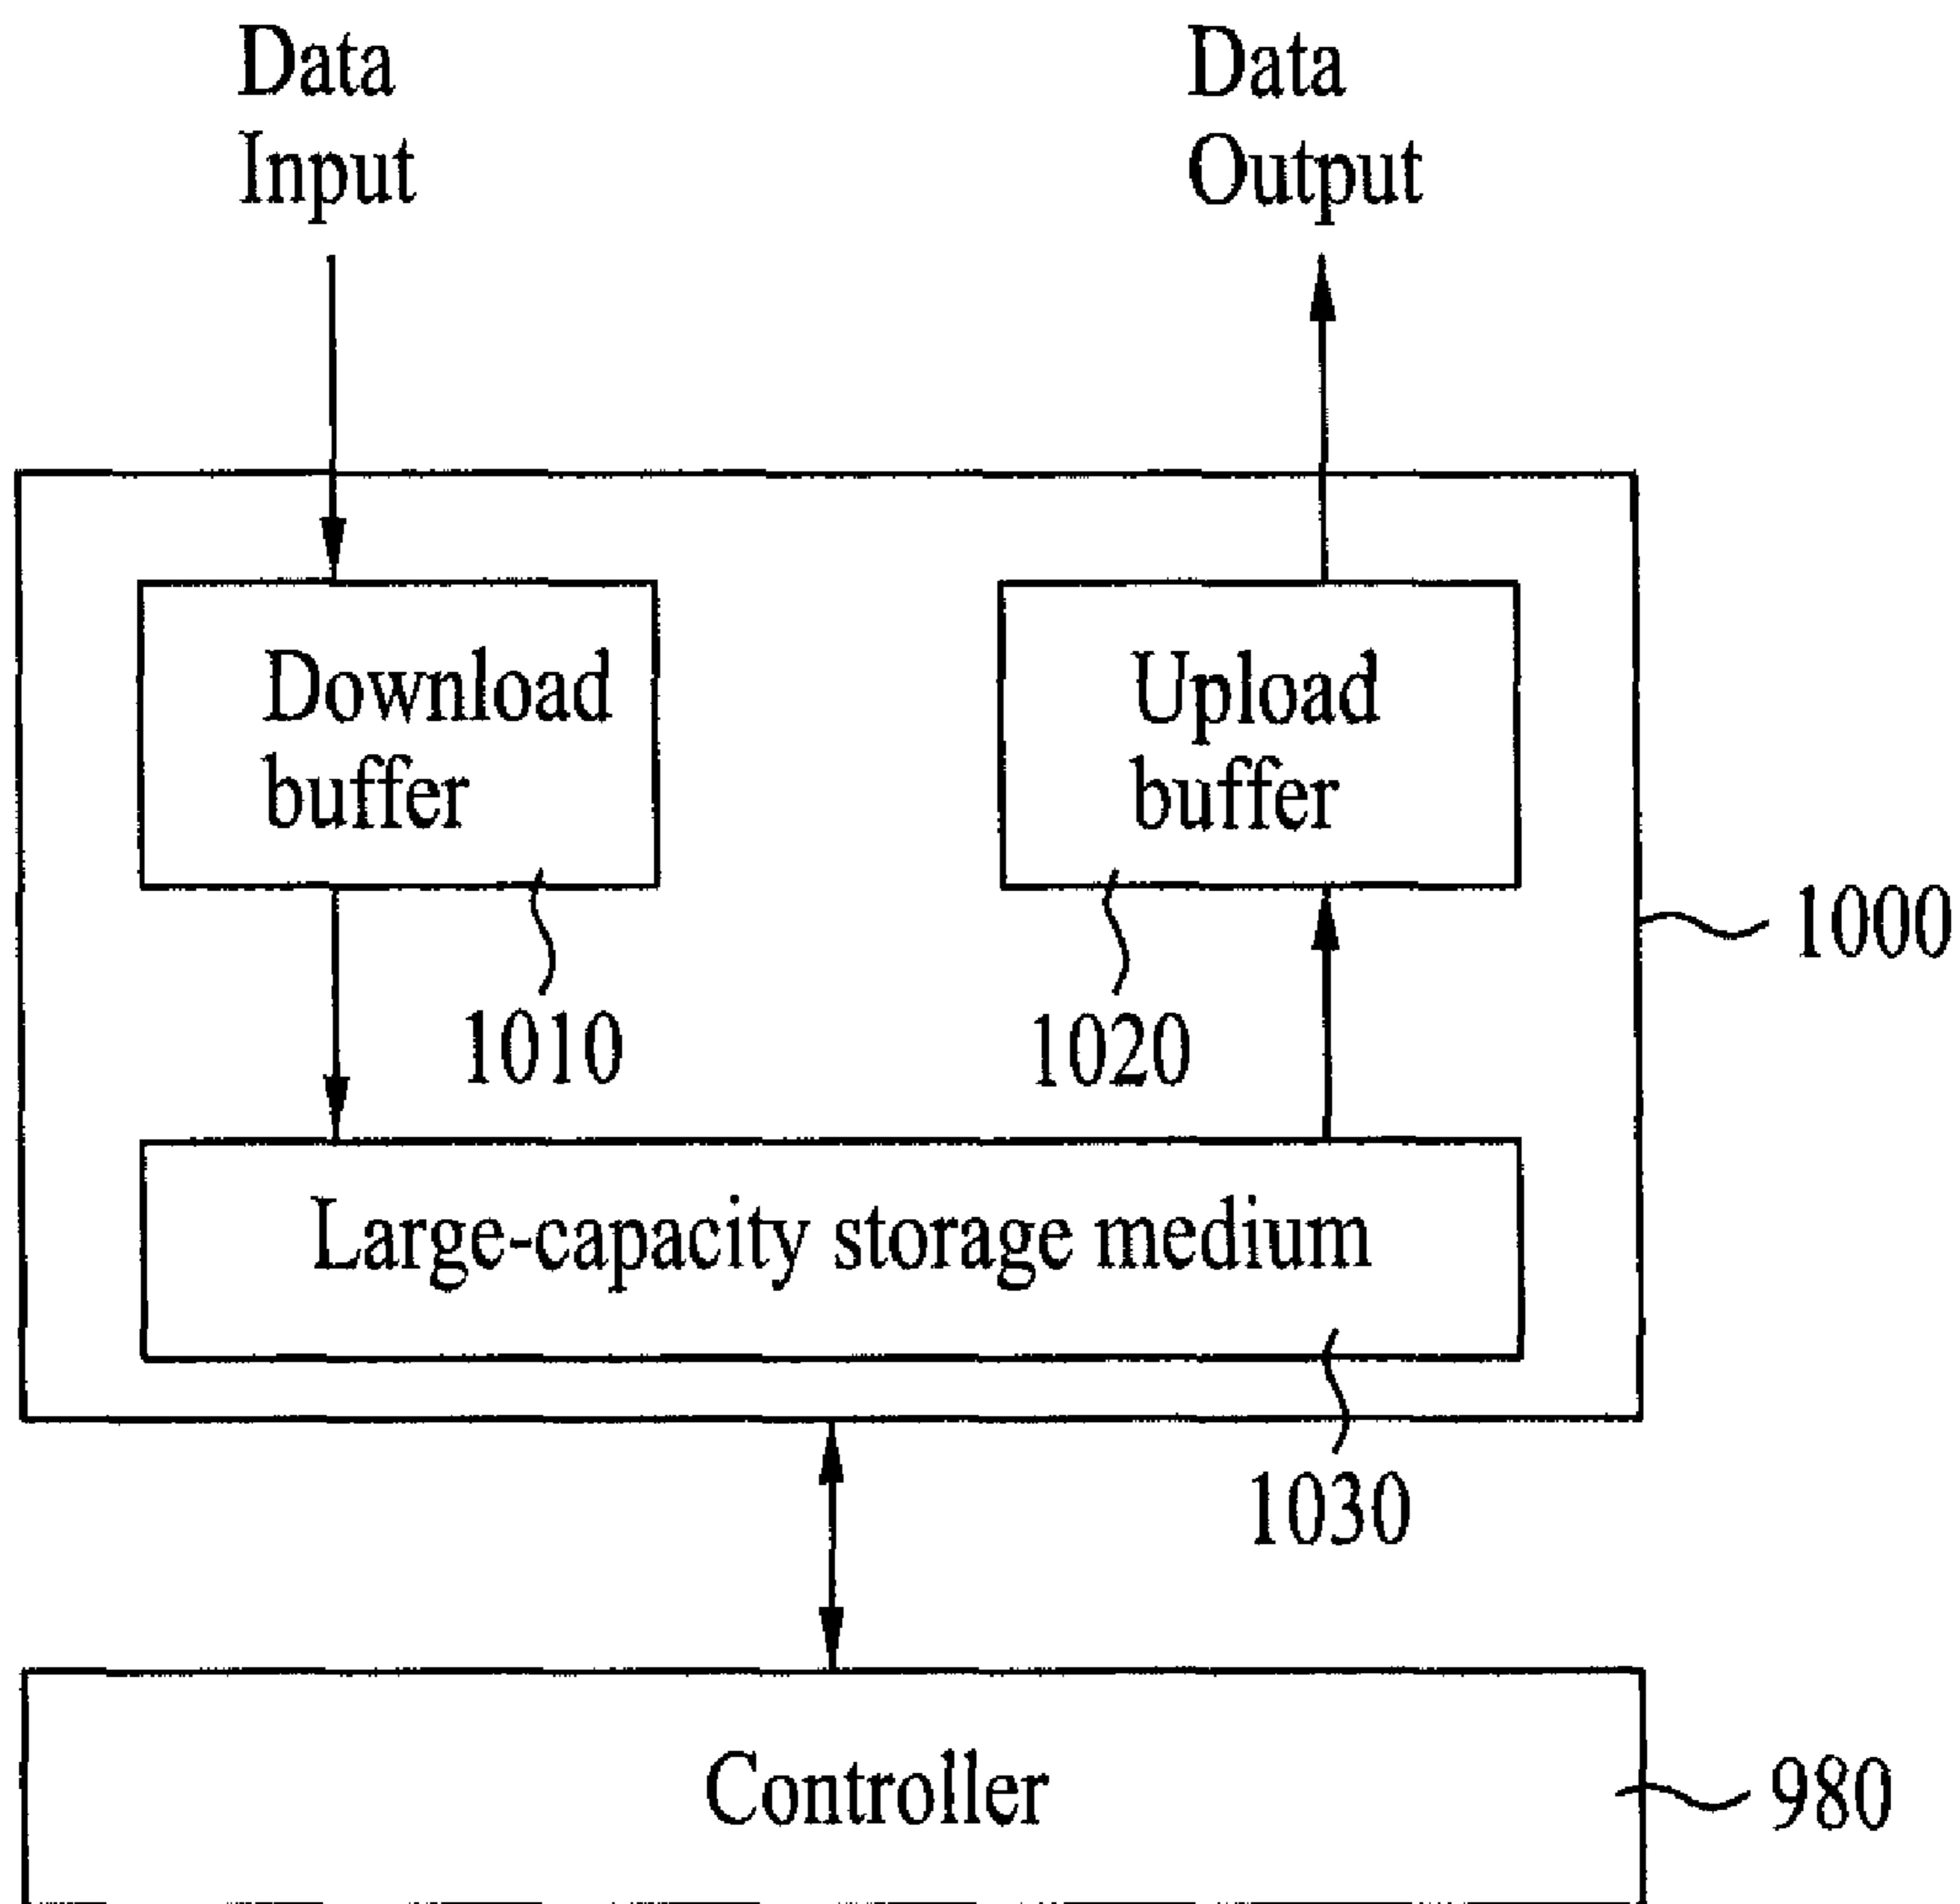 Data
Input
Data
Output
Download
buffer
Upload
buffer
1000
1010
1020
Large-capacity storage medium
1030
Controller
980